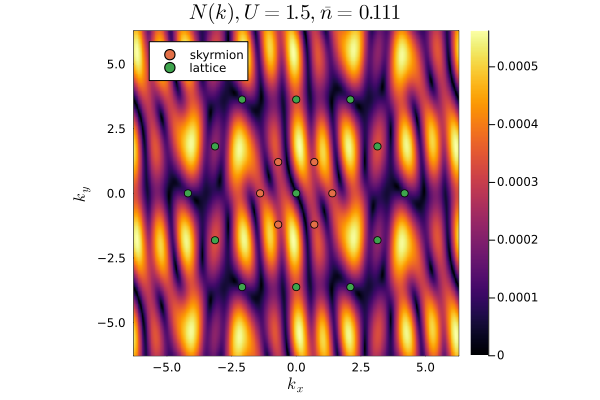 N(k), U = 1.5, n̄ = 0.111
skyrmion
lattice
5.0
2.5
0.0
−2.5
−5.0
k_y
−5.0 −2.5 0.0 2.5 5.0
k_x
0.0005
0.0004
0.0003
0.0002
0.0001
0